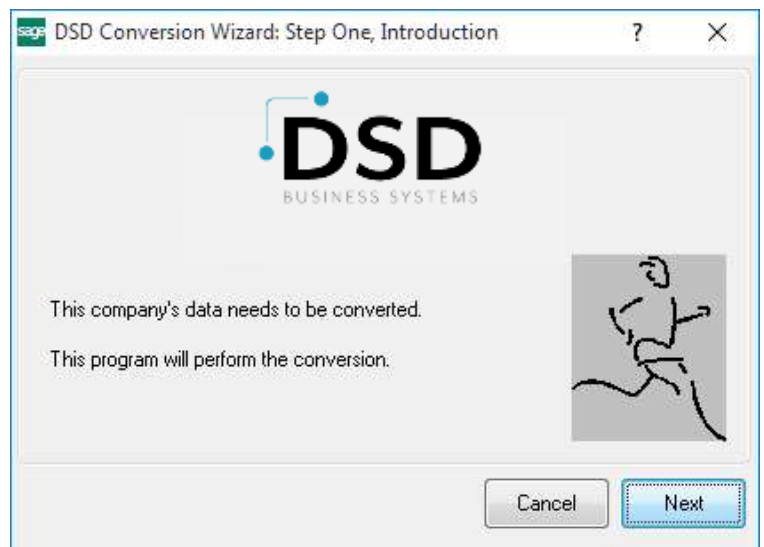 sage DSD Conversion Wizard: Step One, Introduction ? X
DSD
BUSINESS SYSTEMS
This company's data needs to be converted.
This program will perform the conversion.
Cancel Next